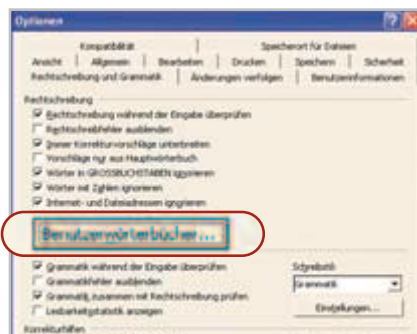 Optionen
Kompatibilität Speicherort für Dateien
Ansicht Allgemein Bearbeiten Drucken Speichern Sicherheit
Rechtschreibung und Grammatik Änderungen verfolgen Benutzerinformationen
Rechtschreibung
Rechtschreibung während der Eingabe überprüfen
Rechtschreibfehler ausblenden
Immer Korrekturvorschläge unterbreiten
Vorschläge nur aus Hauptwörterbuch
Wörter in GROSSBUCHSTABEN ignorieren
Wörter mit Zahlen ignorieren
Internet- und Dateiadressen ignorieren
Benutzerwörterbücher...
Grammatik
Grammatik während der Eingabe überprüfen Schreibstil:
Grammatikfehler ausblenden Grammatik
Grammatik zusammen mit Rechtschreibung prüfen
Lesbarkeitsstatistik anzeigen Einstellungen...
Korrekturhilfen